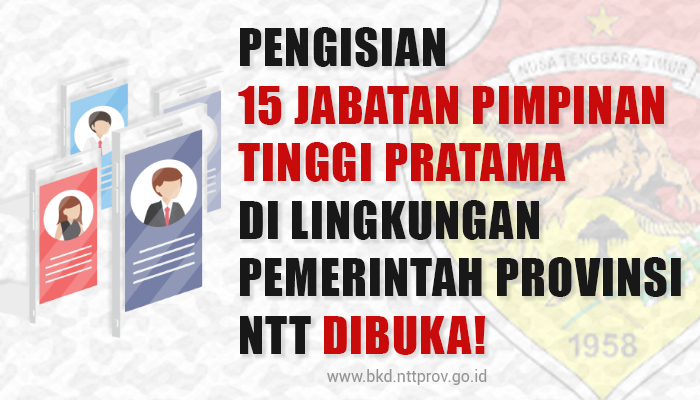 PENGISIAN
15 JABATAN PIMPINAN
TINGGI PRATAMA
DI LINGKUNGAN
PEMERINTAH PROVINSI
NTT DIBUKA!
www.bkd.nttprov.go.id
NUSA TENGGARA TIMUR
1958